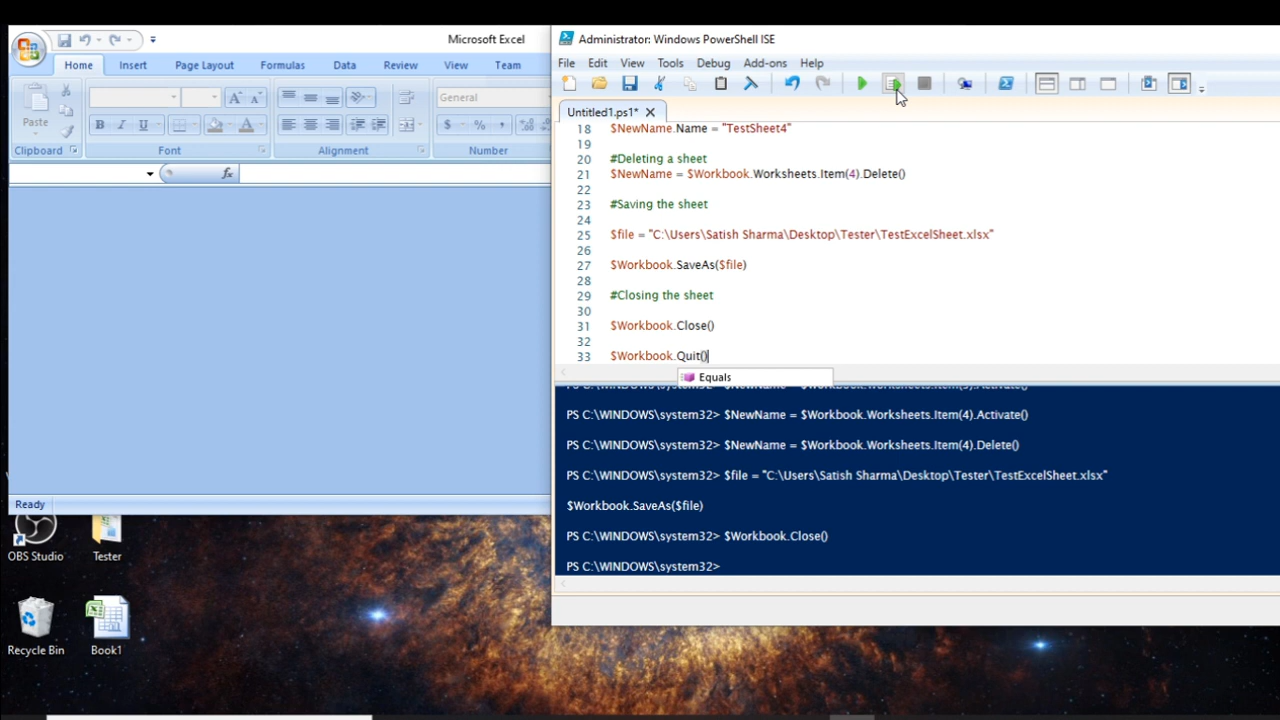 Microsoft Excel
Home Insert Page Layout Formulas Data Review View Team
Paste
A A
General
B I U A $ % ,
Clipboard Font Alignment Number
fx
Ready
OBS Studio
Tester
Recycle Bin
Book1
Administrator: Windows PowerShell ISE
File Edit View Tools Debug Add-ons Help
Untitled1.ps1*
18 $NewName.Name = "TestSheet4"
19
20 #Deleting a sheet
21 $NewName = $Workbook.Worksheets.Item(4).Delete()
22
23 #Saving the sheet
24
25 $file = "C:\Users\Satish Sharma\Desktop\Tester\TestExcelSheet.xlsx"
26
27 $Workbook.SaveAs($file)
28
29 #Closing the sheet
30
31 $Workbook.Close()
32
33 $Workbook.Quit()
Equals
PS C:\WINDOWS\system32> $NewName = $Workbook.Worksheets.Item(4).Activate()
PS C:\WINDOWS\system32> $NewName = $Workbook.Worksheets.Item(4).Delete()
PS C:\WINDOWS\system32> $file = "C:\Users\Satish Sharma\Desktop\Tester\TestExcelSheet.xlsx"
$Workbook.SaveAs($file)
PS C:\WINDOWS\system32> $Workbook.Close()
PS C:\WINDOWS\system32>